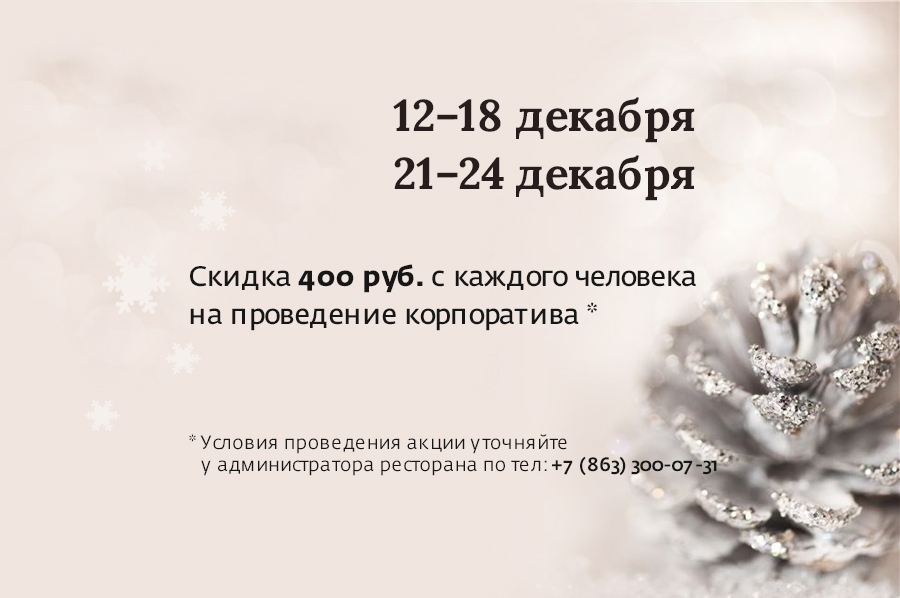 12–18 декабря
21–24 декабря
Скидка 400 руб. с каждого человека
на проведение корпоратива *
* Условия проведения акции уточняйте
у администратора ресторана по тел: +7 (863) 300-07-31